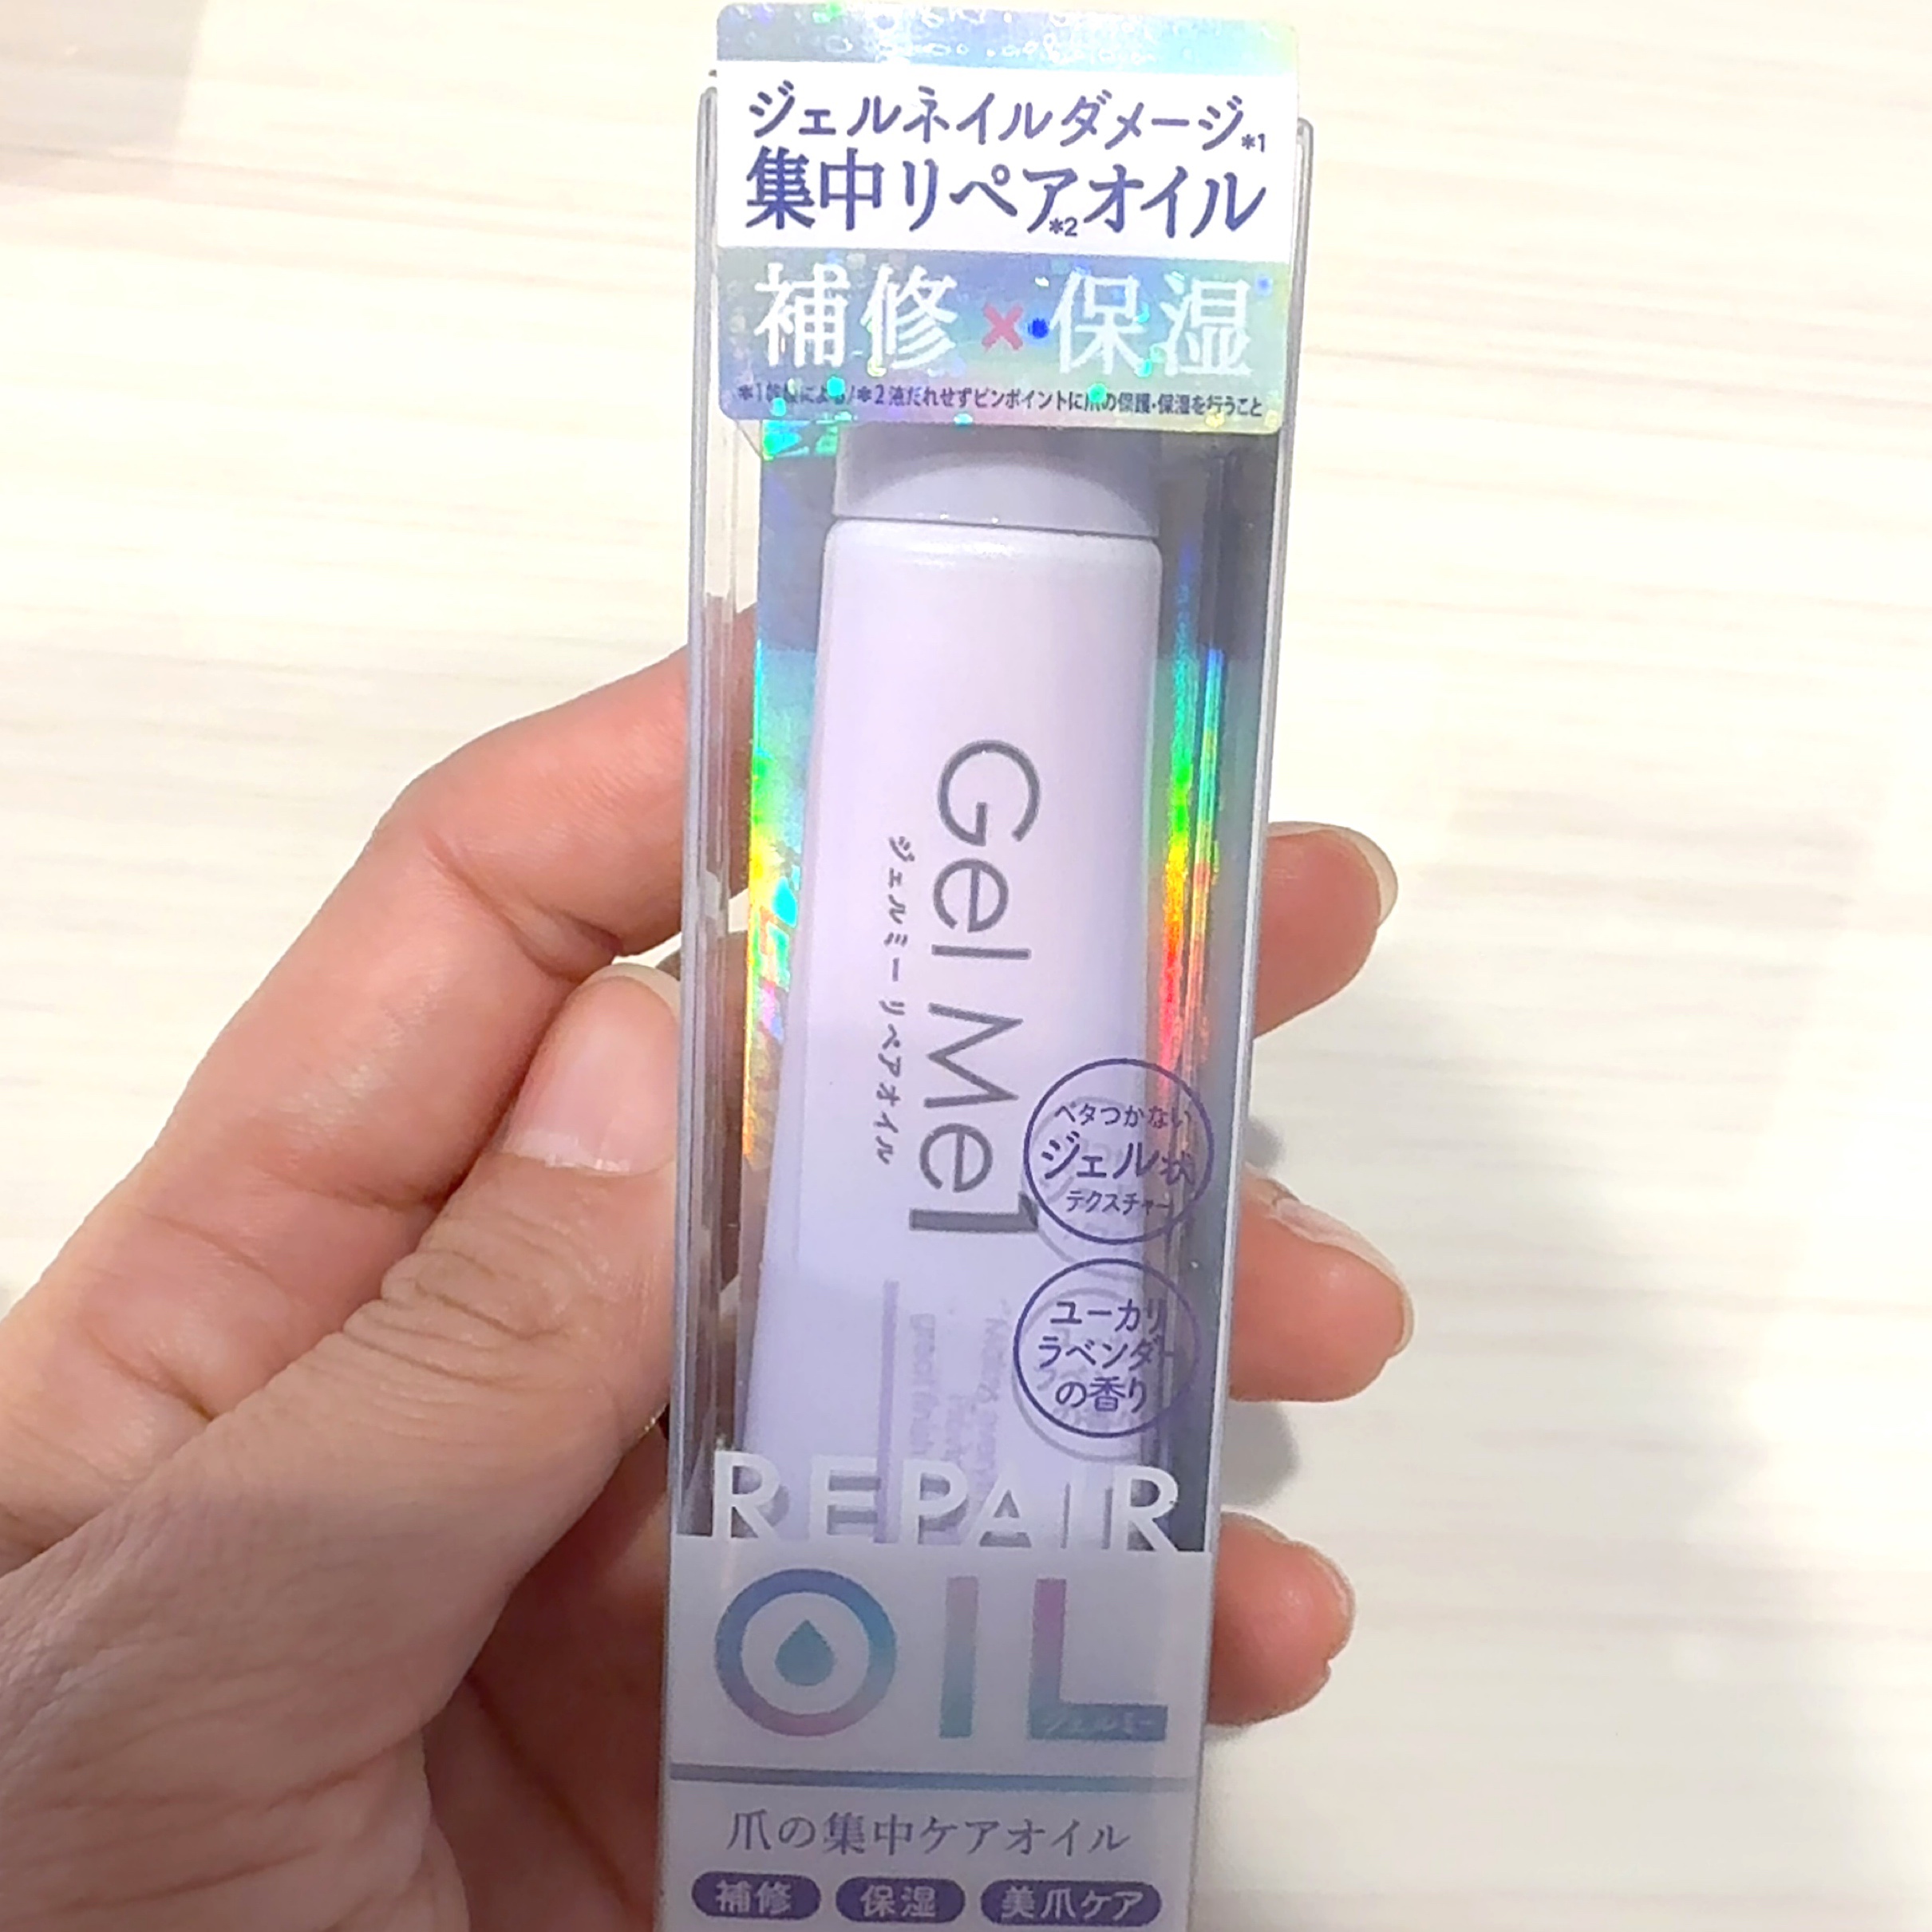 ジェルネイルダメージ*1
集中リペア*2オイル
補修×保湿
*1乾燥による/*2 液だれせずピンポイントに爪の保護・保湿を行うこと
Gel Me1
ジェルミーリペアオイル
ベタつかない
ジェル状
テクスチャー
ユーカリ
ラベンダー
の香り
REPAIR
OIL
ジェルミー
爪の集中ケアオイル
補修 保湿 美爪ケア